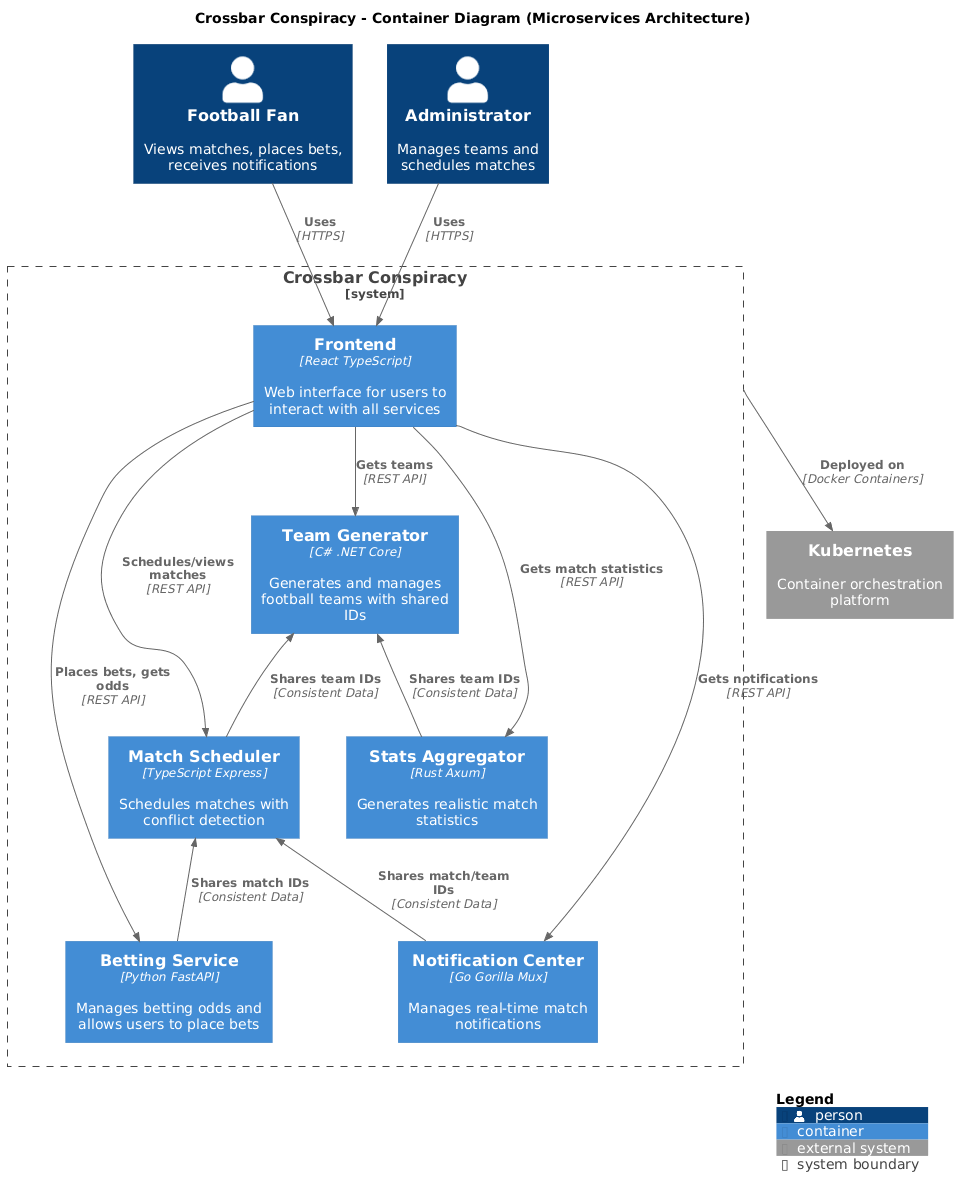 Crossbar Conspiracy - Container Diagram (Microservices Architecture)
Football Fan
Views matches, places bets,
receives notifications
Administrator
Manages teams and
schedules matches
Uses
[HTTPS]
Uses
[HTTPS]
Crossbar Conspiracy
[system]
Frontend
[React TypeScript]
Web interface for users to
interact with all services
Deployed on
[Docker Containers]
Gets teams
[REST API]
Kubernetes
Container orchestration
platform
Team Generator
[C# .NET Core]
Generates and manages
football teams with shared
IDs
Schedules/views
matches
[REST API]
Gets match statistics
[REST API]
Places bets, gets
odds
[REST API]
Shares team IDs
[Consistent Data]
Shares team IDs
[Consistent Data]
Gets notifications
[REST API]
Match Scheduler
[TypeScript Express]
Schedules matches with
conflict detection
Stats Aggregator
[Rust Axum]
Generates realistic match
statistics
Shares match IDs
[Consistent Data]
Shares match/team
IDs
[Consistent Data]
Betting Service
[Python FastAPI]
Manages betting odds and
allows users to place bets
Notification Center
[Go Gorilla Mux]
Manages real-time match
notifications
Legend
person
container
external system
system boundary